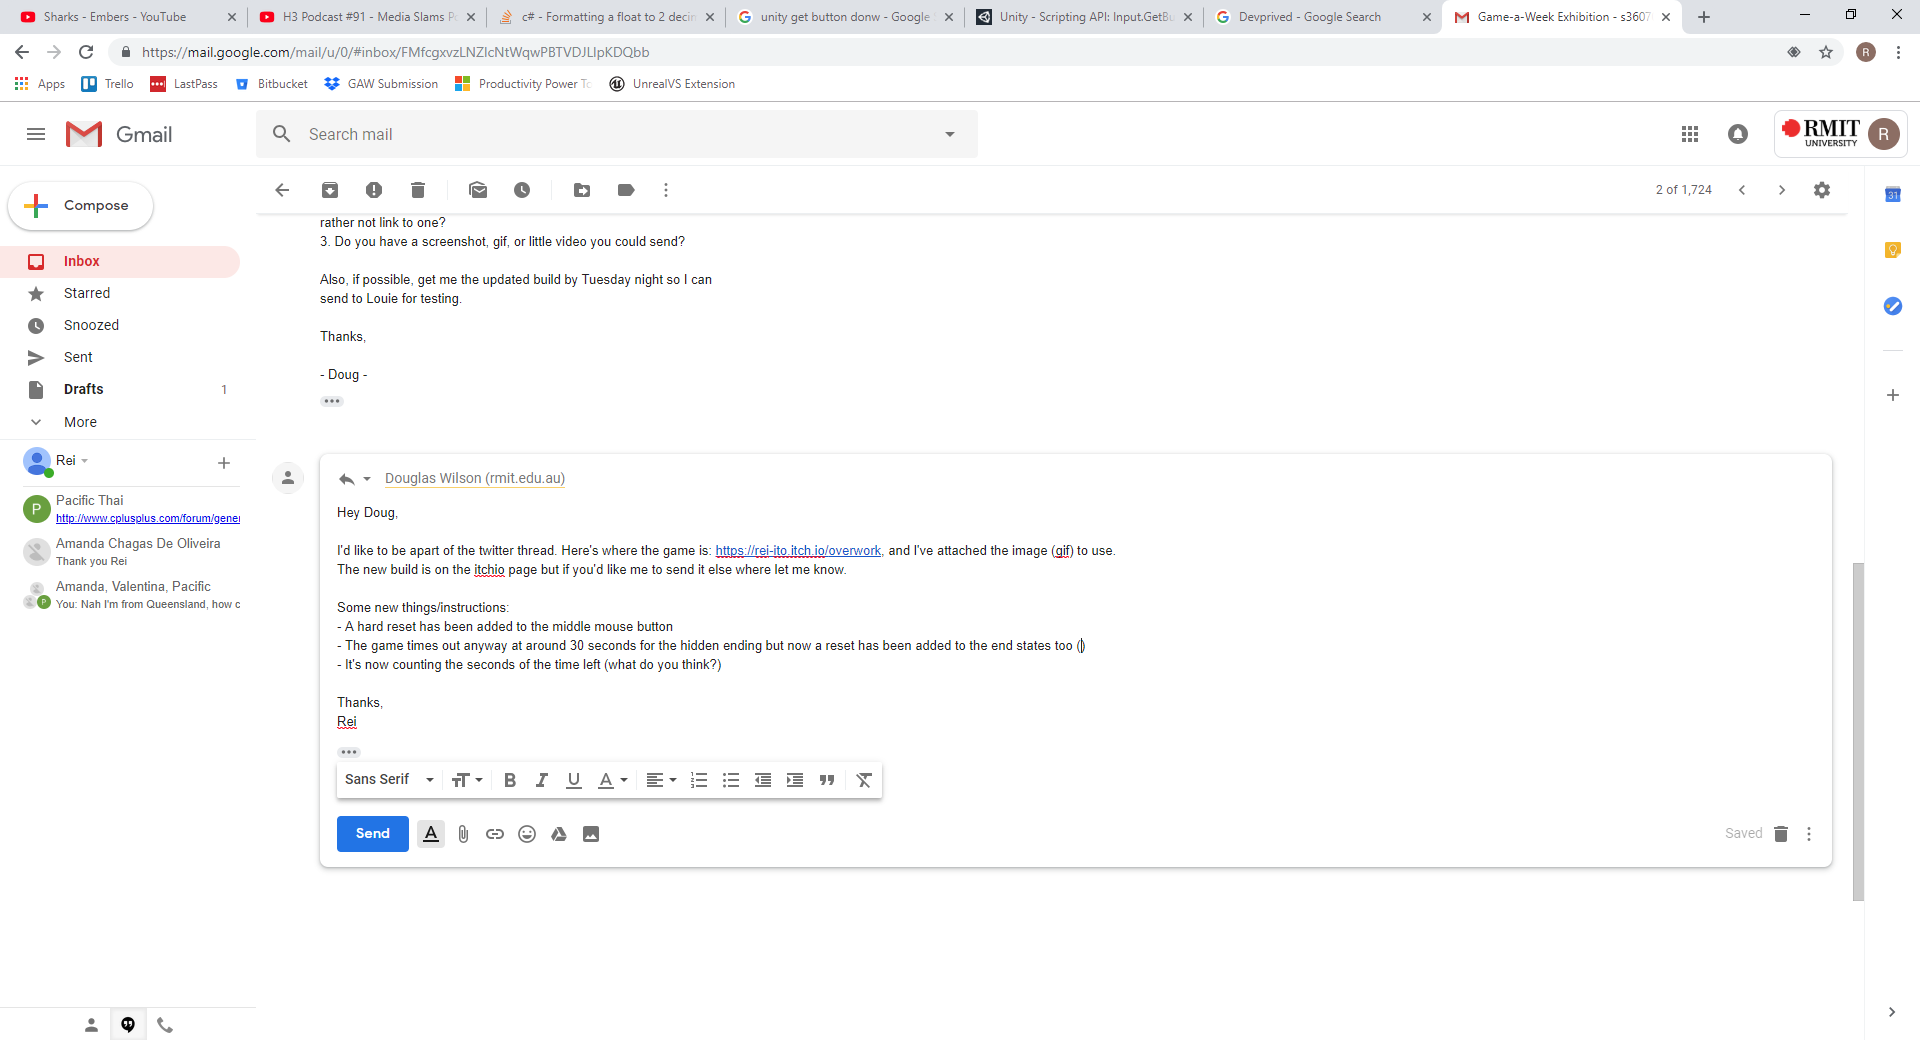 Sharks - Embers - YouTube
H3 Podcast #91 - Media Slams P
c# - Formatting a float to 2 decin
unity get button donw - Google
Unity - Scripting API: Input.GetBu
Devprived - Google Search
Game-a-Week Exhibition - s3607
https://mail.google.com/mail/u/0/#inbox/FMfcgxvzLNZlcNtWqwPBTVDJLlpKDQbb
R
Apps
Trello
LastPass
Bitbucket
GAW Submission
Productivity Power To
UnrealVS Extension
Gmail
Search mail
RMIT
UNIVERSITY
R
Compose
2 of 1,724
31
Inbox
Starred
Snoozed
Sent
Drafts 1
More
Rei
P
Pacific Thai
http://www.cplusplus.com/forum/gener
Amanda Chagas De Oliveira
Thank you Rei
Amanda, Valentina, Pacific
P
You: Nah I'm from Queensland, how c
rather not link to one?
3. Do you have a screenshot, gif, or little video you could send?
Also, if possible, get me the updated build by Tuesday night so I can
send to Louie for testing.
Thanks,
- Doug -
Douglas Wilson (rmit.edu.au)
Hey Doug,
I'd like to be apart of the twitter thread. Here's where the game is: https://rei-ito.itch.io/overwork, and I've attached the image (gif) to use.
The new build is on the itchio page but if you'd like me to send it else where let me know.
Some new things/instructions:
- A hard reset has been added to the middle mouse button
- The game times out anyway at around 30 seconds for the hidden ending but now a reset has been added to the end states too ()
- It's now counting the seconds of the time left (what do you think?)
Thanks,
Rei
Sans Serif
Send
Saved